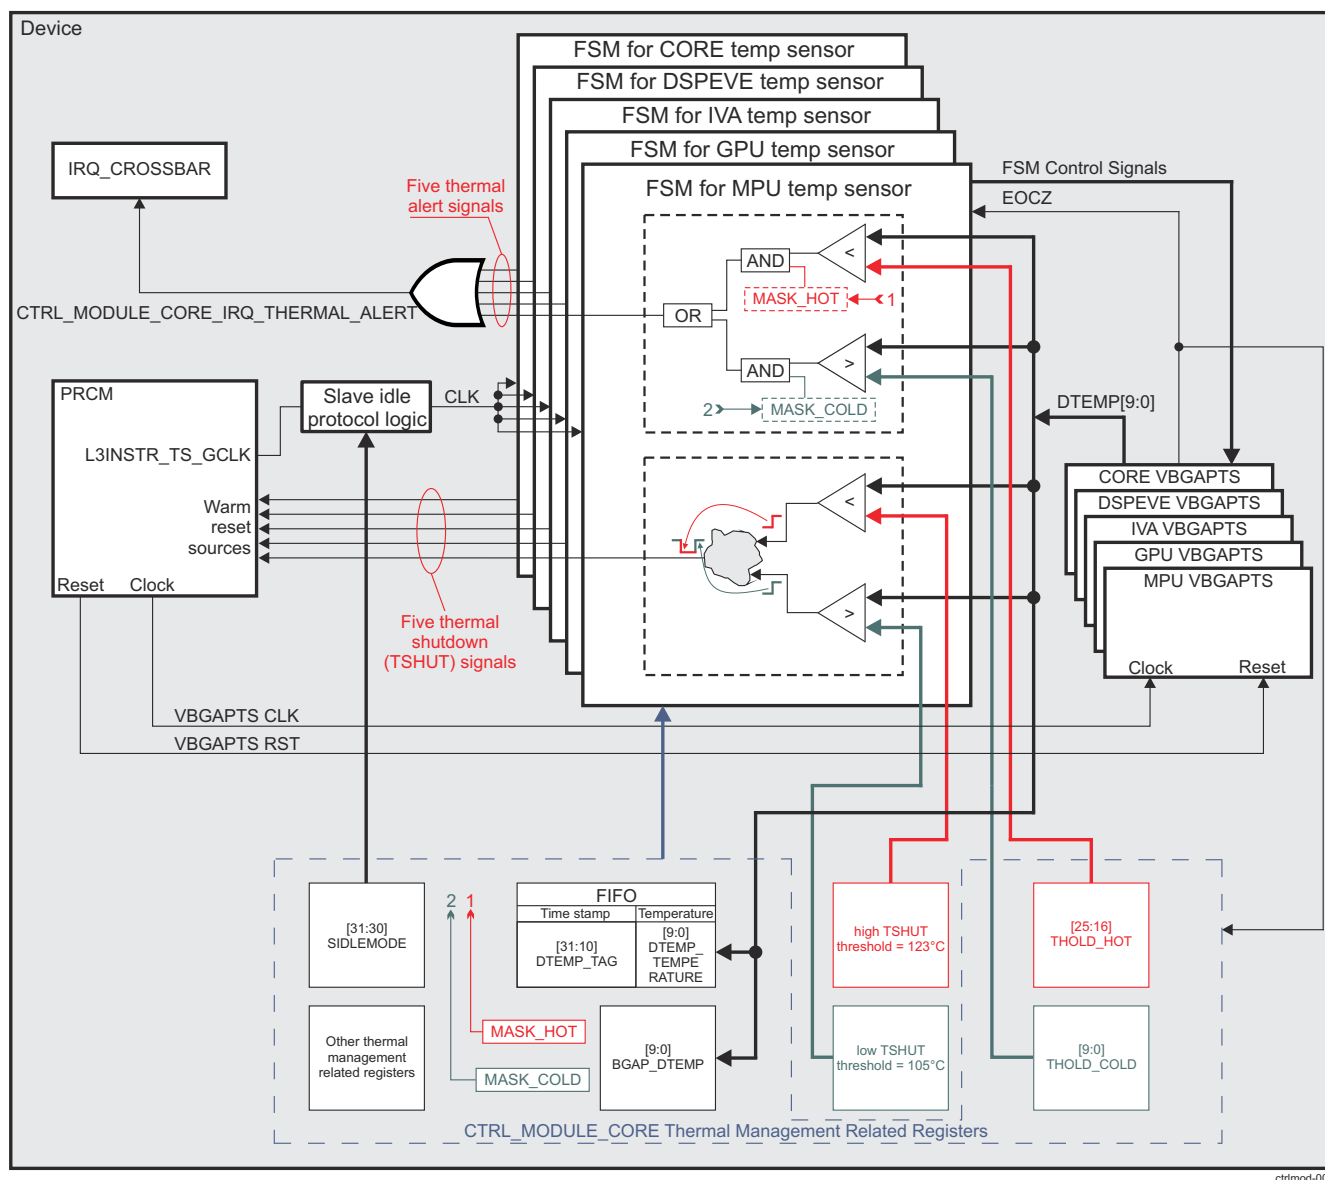 Device
FSM for CORE temp sensor
FSM for DSPEVE temp sensor
FSM for IVA temp sensor
FSM for GPU temp sensor
FSM for MPU temp sensor
IRQ_CROSSBAR
Five thermal
alert signals
FSM Control Signals
EOCZ
<
AND
MASK_HOT
1
OR
CTRL_MODULE_CORE_IRQ_THERMAL_ALERT
>
AND
2
MASK_COLD
PRCM
Slave idle
protocol logic
CLK
L3INSTR_TS_GCLK
DTEMP[9:0]
Warm
reset
sources
Reset
Clock
<
>
Five thermal
shutdown
(TSHUT) signals
CORE VBGAPTS
DSPEVE VBGAPTS
IVA VBGAPTS
GPU VBGAPTS
MPU VBGAPTS
Clock
Reset
VBGAPTS CLK
VBGAPTS RST
[31:30]
SIDLEMODE
2
1
FIFO
Time stamp
Temperature
[31:10]
DTEMP_TAG
[9:0]
DTEMP_
TEMPE
RATURE
high TSHUT
threshold = 123°C
[25:16]
THOLD_HOT
Other thermal
management
related registers
MASK_HOT
MASK_COLD
[9:0]
BGAP_DTEMP
low TSHUT
threshold = 105°C
[9:0]
THOLD_COLD
CTRL_MODULE_CORE Thermal Management Related Registers